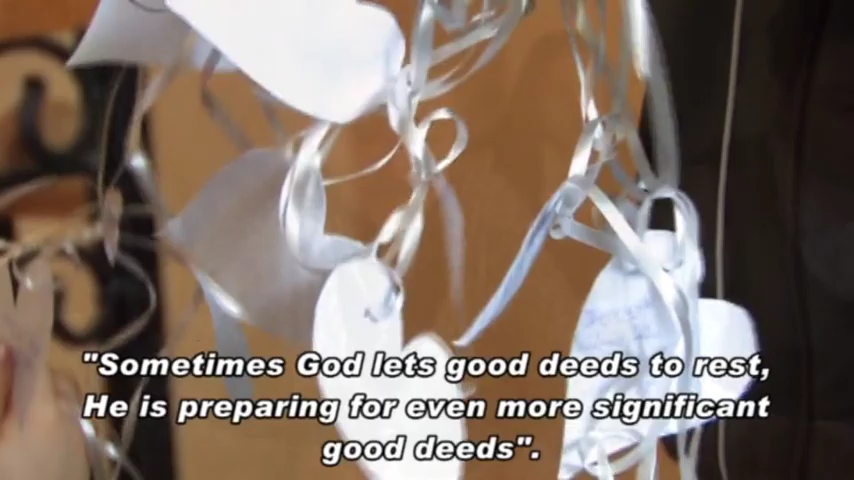 "Sometimes God lets good deeds to rest,
He is preparing for even more significant
good deeds".